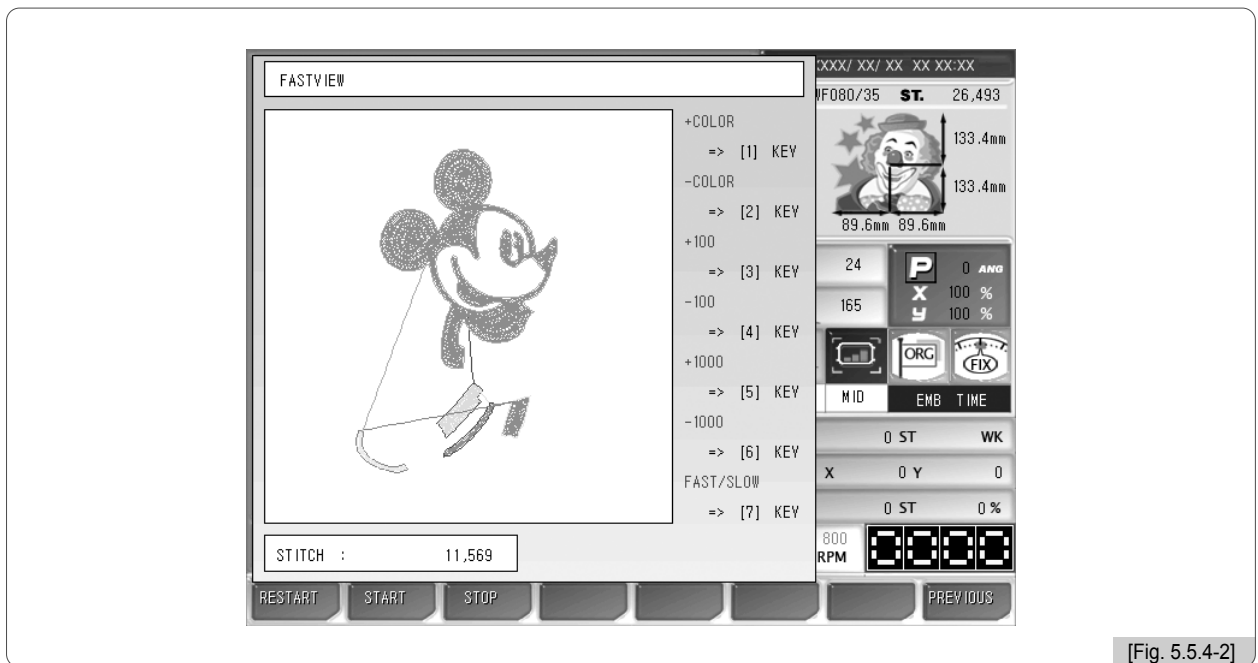 FASTVIEW
+COLOR
=> [1] KEY
-COLOR
=> [2] KEY
+100
=> [3] KEY
-100
=> [4] KEY
+1000
=> [5] KEY
-1000
=> [6] KEY
FAST/SLOW
=> [7] KEY
STITCH : 11,569
XXX/ XX/ XX XX XX:XX
WF080/35 ST. 26,493
133.4mm
133.4mm
89.6mm 89.6mm
24
165
P 0 ANG
X 100 %
Y 100 %
ORG
FIX
MID
EMB TIME
0 ST WK
X 0 Y 0
0 ST 0 %
800
RPM
0000
RESTART START STOP PREVIOUS
[Fig. 5.5.4-2]